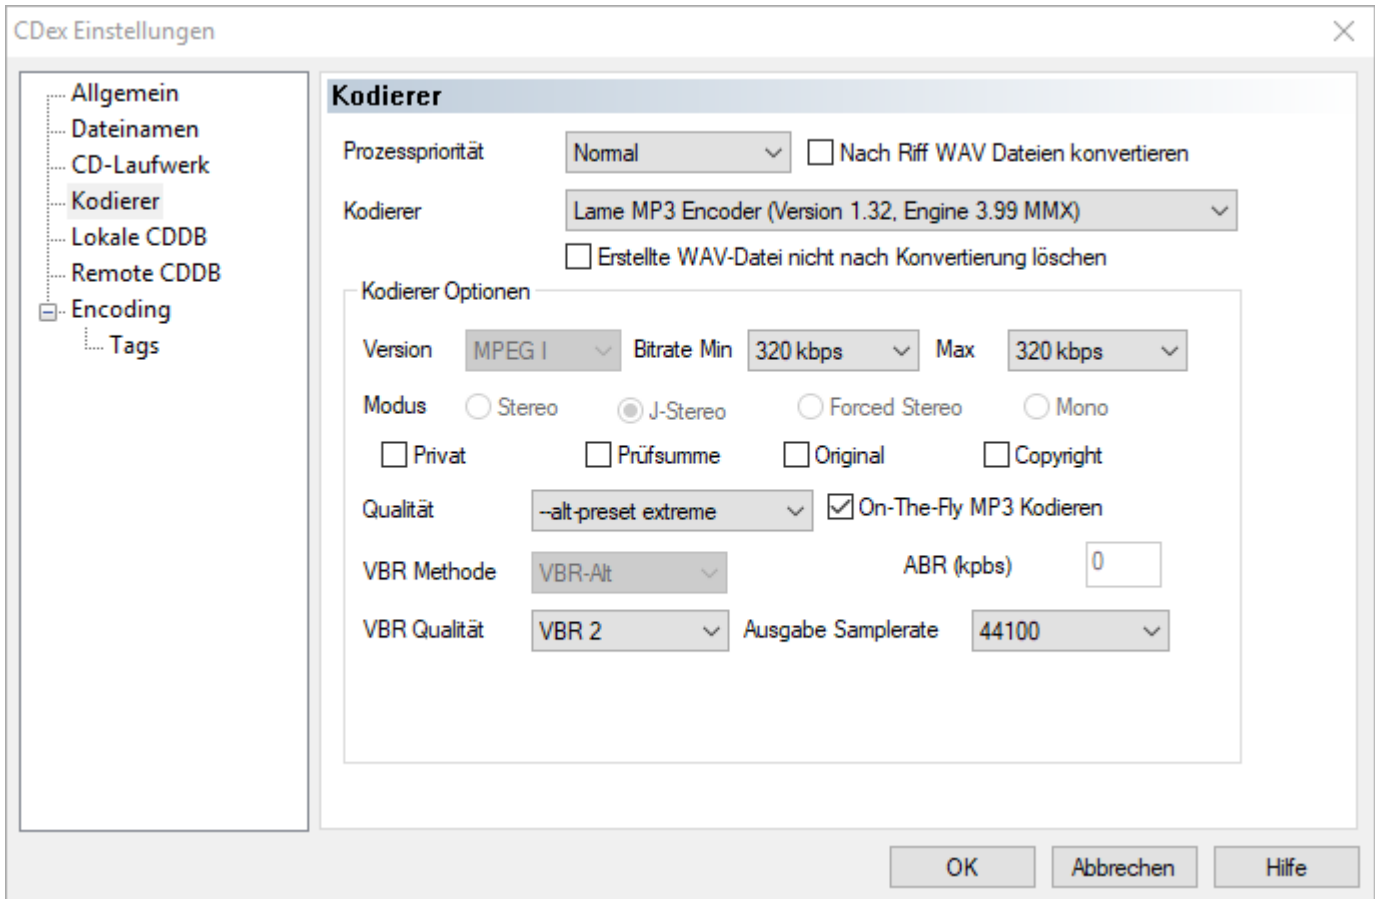 CDex Einstellungen
Allgemein
Dateinamen
CD-Laufwerk
Kodierer
Lokale CDDB
Remote CDDB
Encoding
Tags
Kodierer
Prozesspriorität Normal Nach Riff WAV Dateien konvertieren
Kodierer Lame MP3 Encoder (Version 1.32, Engine 3.99 MMX)
Erstellte WAV-Datei nicht nach Konvertierung löschen
Kodierer Optionen
Version MPEG I Bitrate Min 320 kbps Max 320 kbps
Modus Stereo J-Stereo Forced Stereo Mono
Privat Prüfsumme Original Copyright
Qualität --alt-preset extreme On-The-Fly MP3 Kodieren
VBR Methode VBR-Alt ABR (kpbs) 0
VBR Qualität VBR 2 Ausgabe Samplerate 44100
OK Abbrechen Hilfe